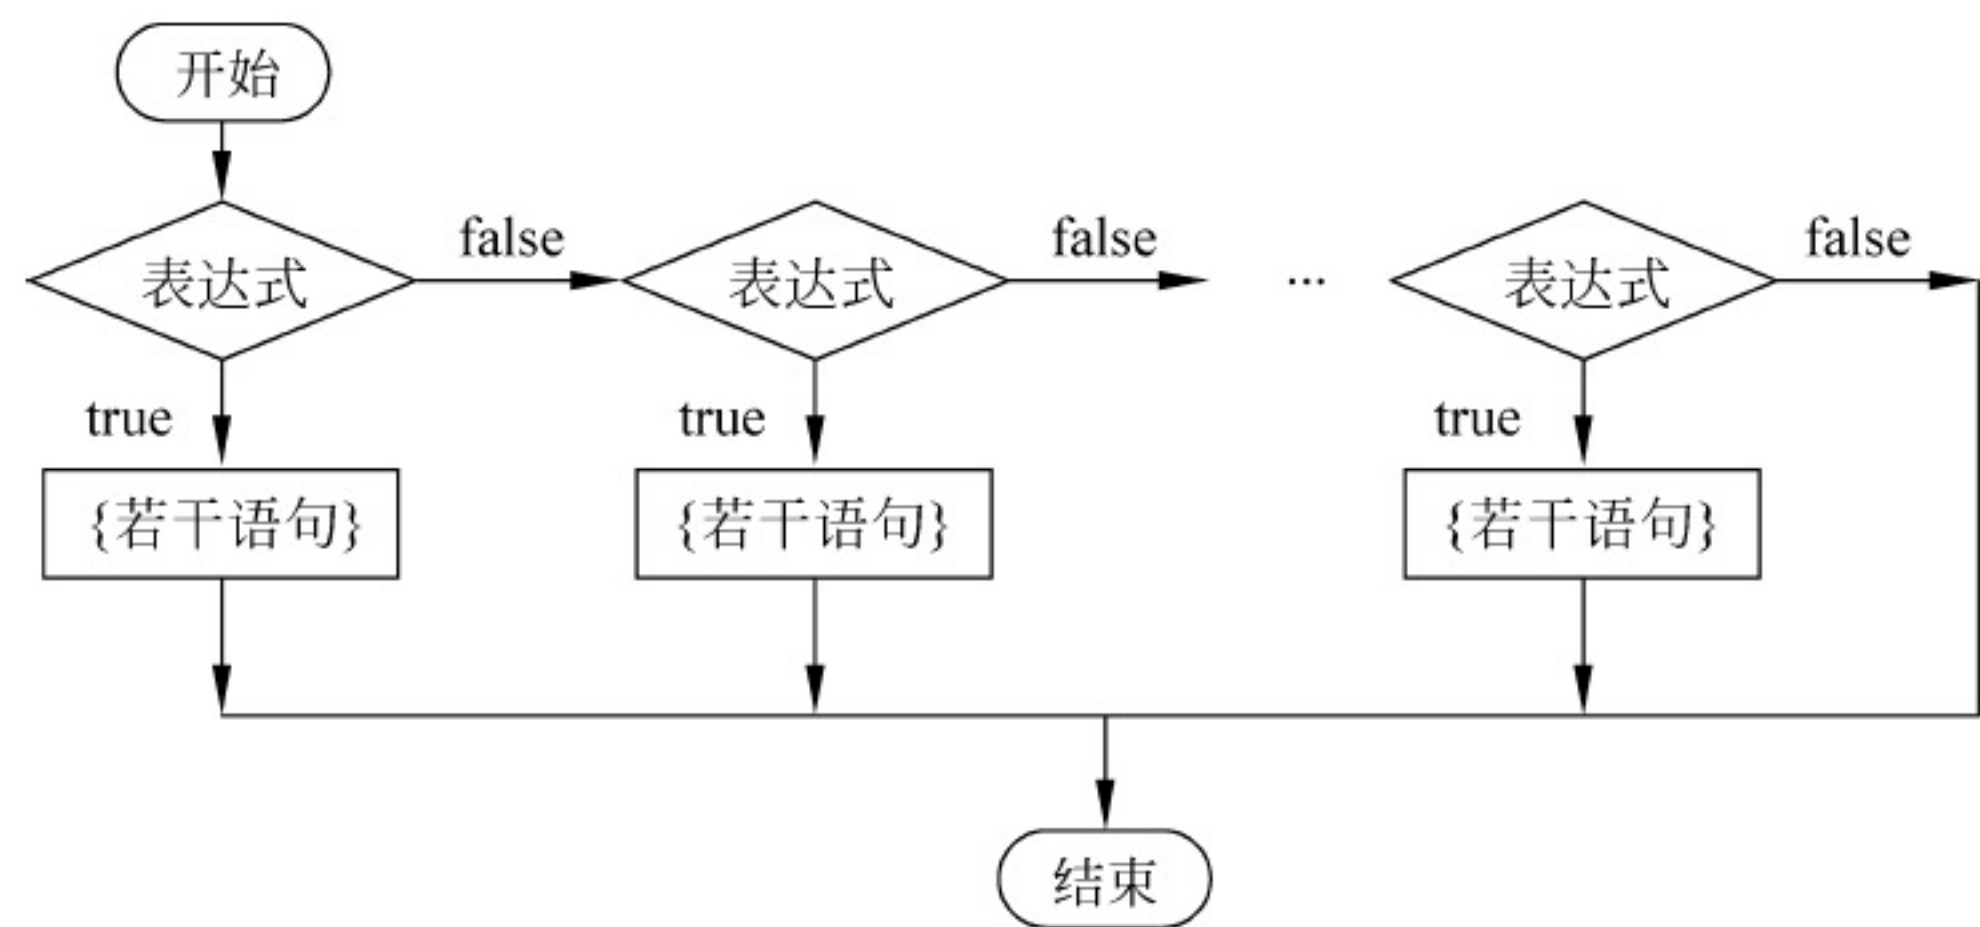 开始
false
false
false
表达式
表达式
...
表达式
true
true
true
{若干语句}
{若干语句}
{若干语句}
结束